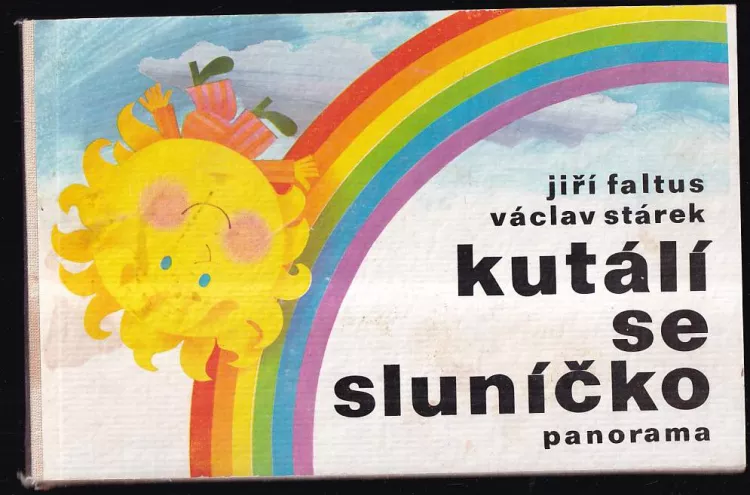 jiří faltus
václav stárek
kutálí
se
sluníčko
panorama